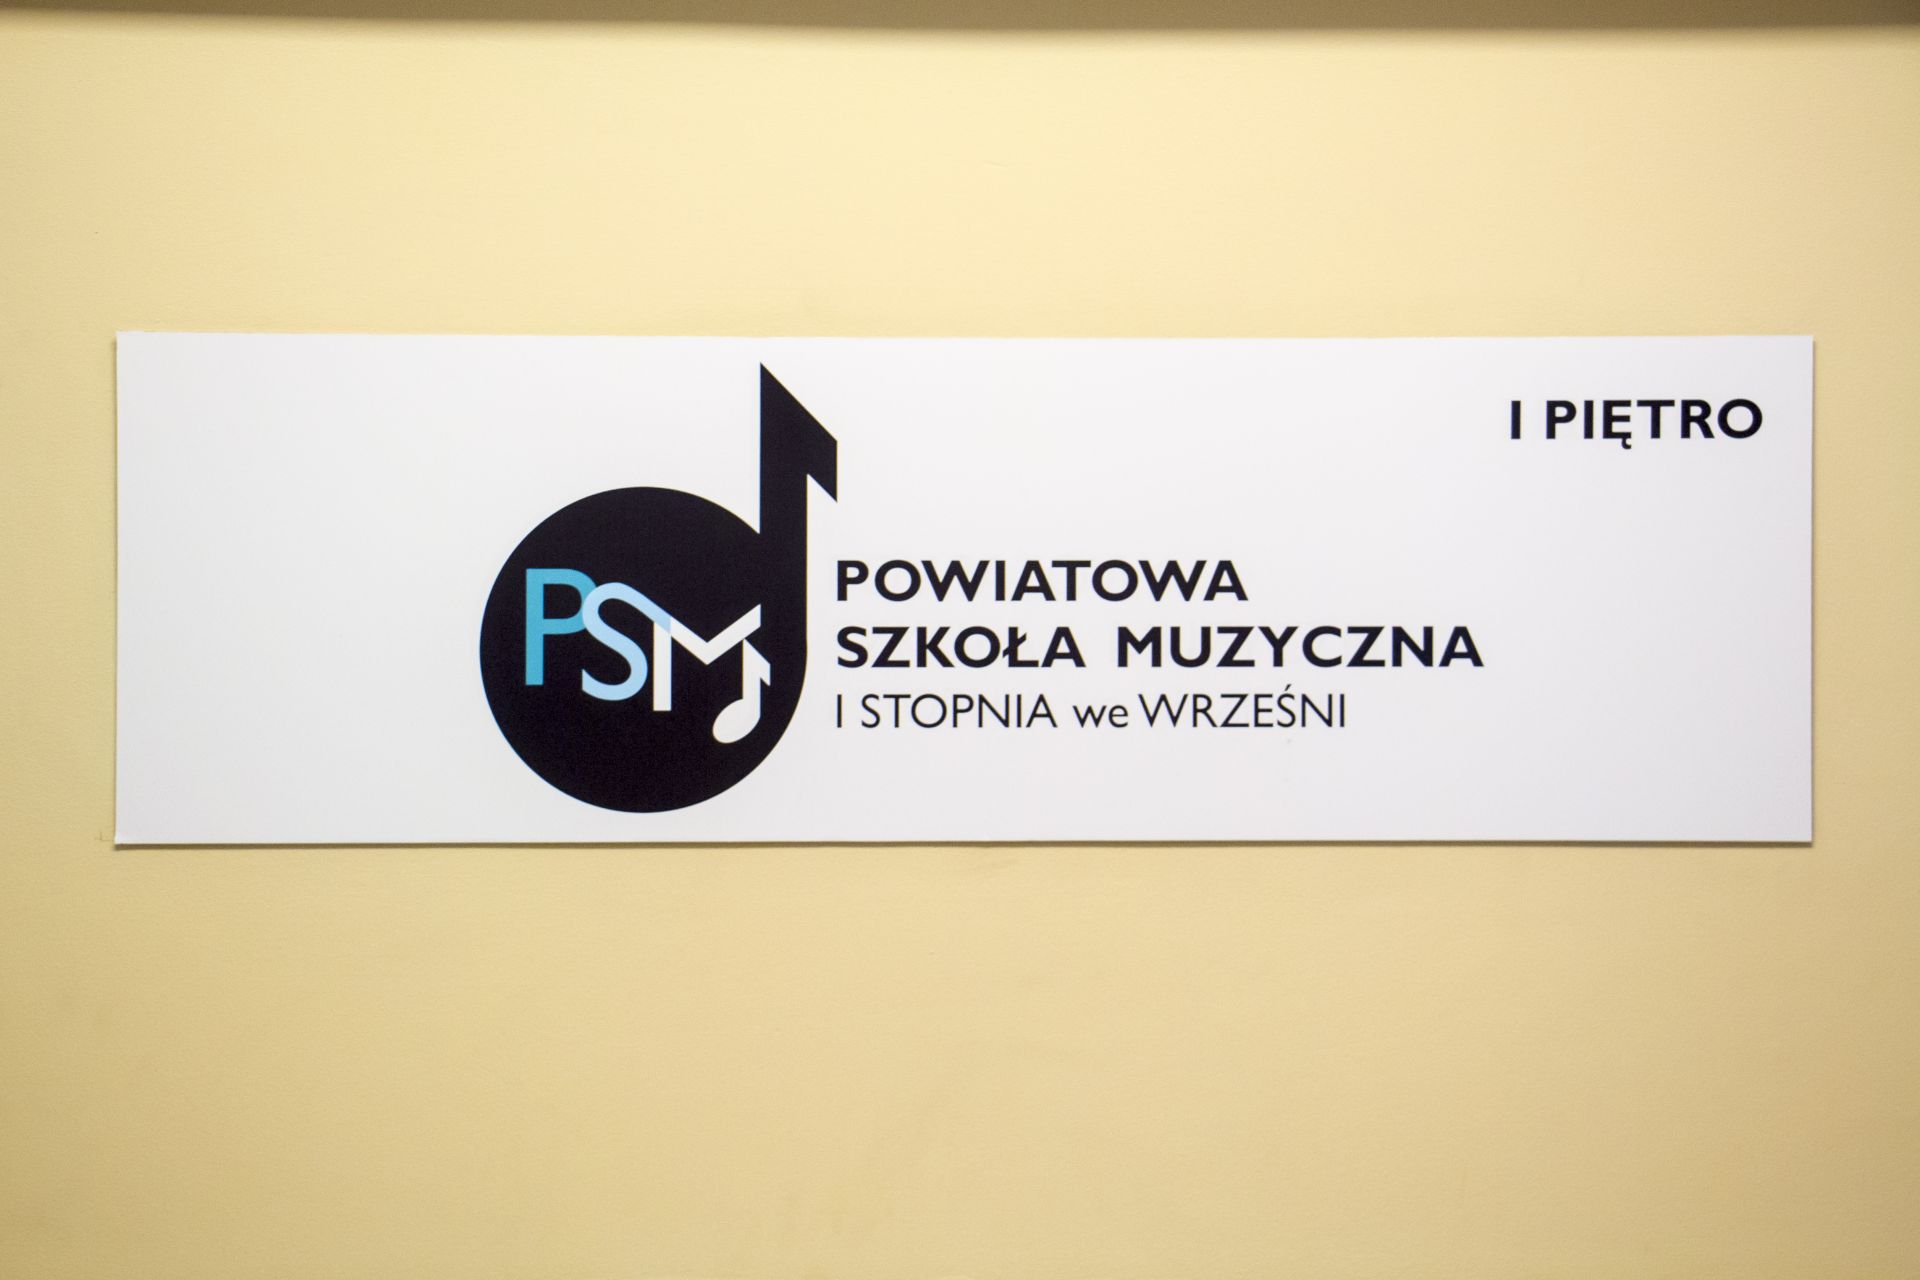 I PIĘTRO
PSM
POWIATOWA
SZKOŁA MUZYCZNA
I STOPNIA we WRZEŚNI